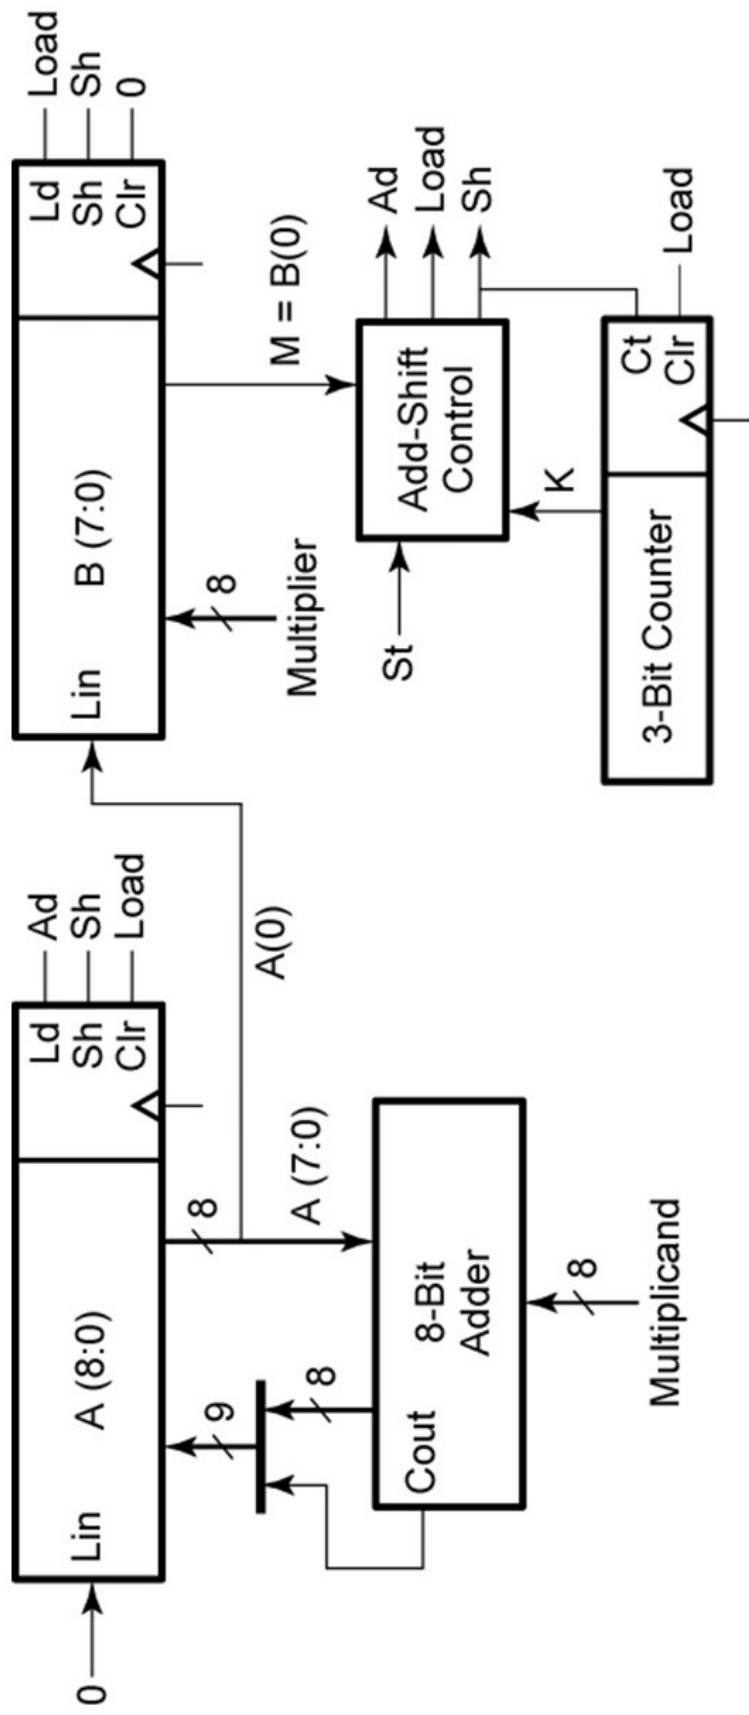 0
Lin
A (8:0)
Ld
Sh
Clr
Ad
Sh
Load
Lin
B (7:0)
Ld
Sh
Clr
Load
Sh
0
9
8
8
A (7:0)
A(0)
8
Multiplier
M = B(0)
Cout
8-Bit
Adder
8
Multiplicand
St
Add-Shift
Control
Ad
Load
Sh
K
3-Bit Counter
Ct
Clr
Load